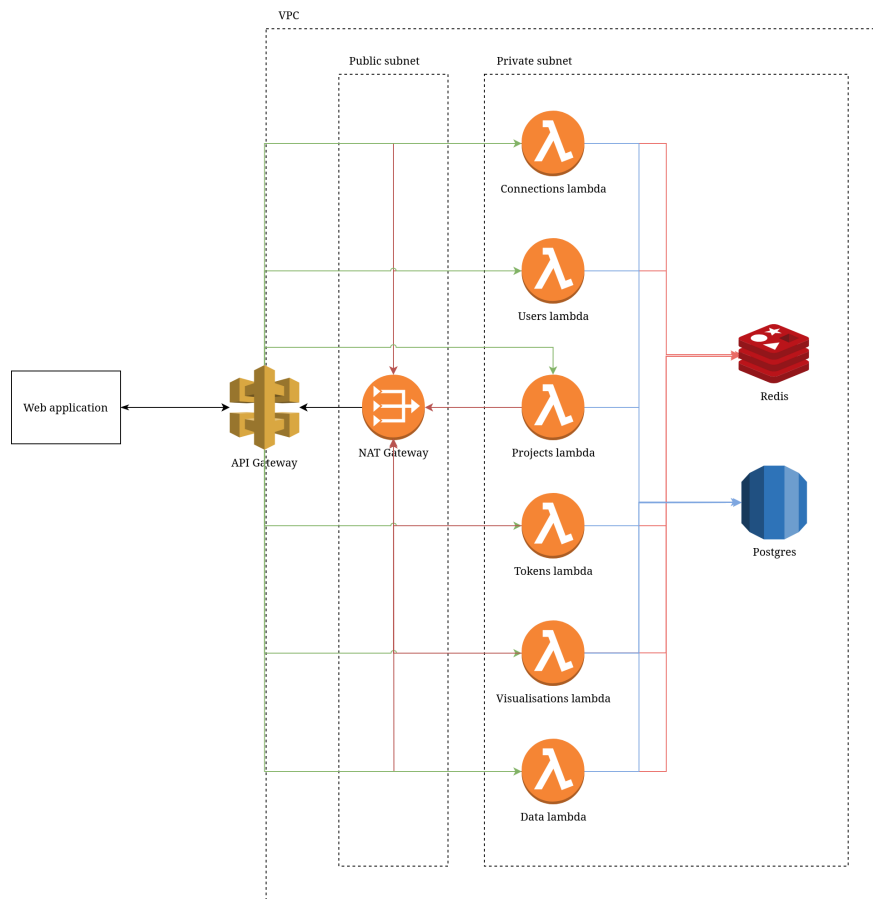 VPC
Public subnet
Private subnet
Connections lambda
Users lambda
Redis
Web application
API Gateway
NAT Gateway
Projects lambda
Postgres
Tokens lambda
Visualisations lambda
Data lambda